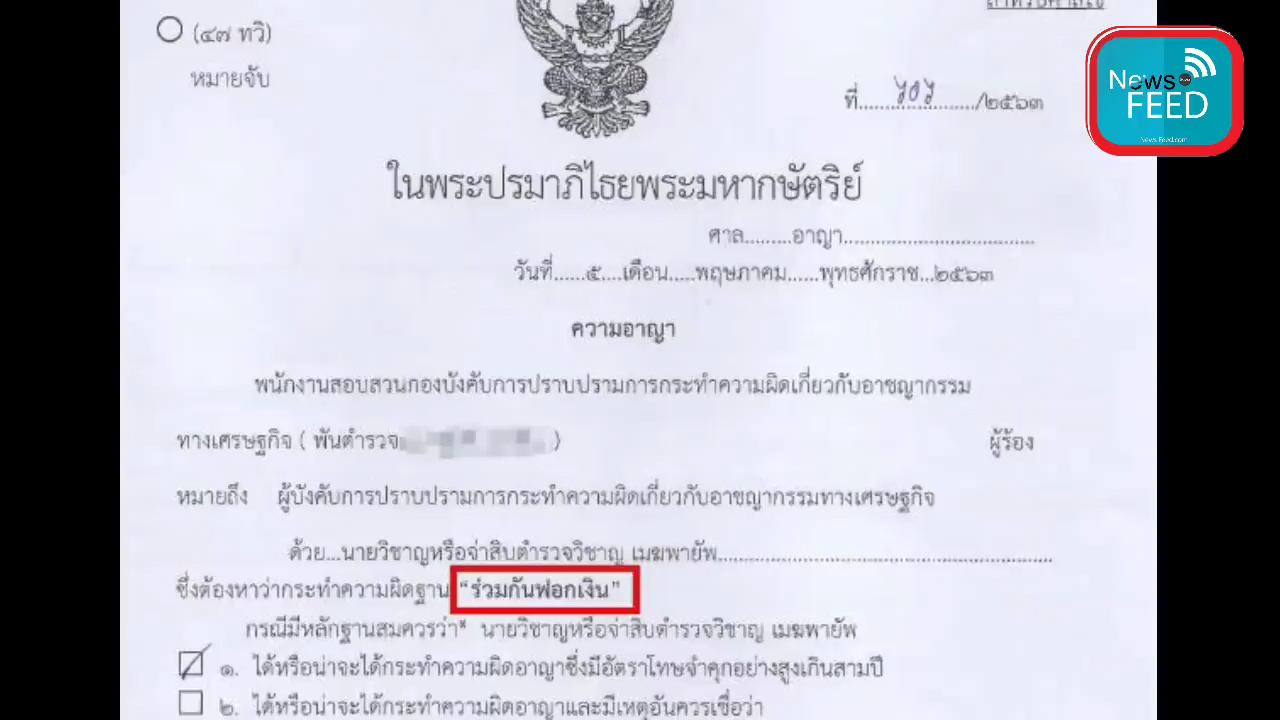 สำหรับศาลใช้
(๔๗ ทวิ)
หมายจับ
ที่............../๒๕๖๓
News FEED
News Feed.com
ในพระปรมาภิไธยพระมหากษัตริย์
ศาล.........อาญา.....................................
วันที่......๕....เดือน.....พฤษภาคม......พุทธศักราช...๒๕๖๓
ความอาญา
พนักงานสอบสวนกองบังคับการปราบปรามการกระทำความผิดเกี่ยวกับอาชญากรรม
ทางเศรษฐกิจ ( พันตำรวจ ) ผู้ร้อง
หมายถึง ผู้บังคับการปราบปรามการกระทำความผิดเกี่ยวกับอาชญากรรมทางเศรษฐกิจ
ด้วย...นายวิชาญหรือจ่าสิบตำรวจวิชาญ เมฆพายัพ................................................................
ซึ่งต้องหาว่ากระทำความผิดฐาน “ร่วมกันฟอกเงิน”
กรณีมีหลักฐานสมควรว่า* นายวิชาญหรือจ่าสิบตำรวจวิชาญ เมฆพายัพ
๑. ได้หรือน่าจะได้กระทำความผิดอาญาซึ่งมีอัตราโทษจำคุกอย่างสูงเกินสามปี
๒. ได้หรือน่าจะได้กระทำความผิดอาญาและมีเหตุอันควรเชื่อว่า